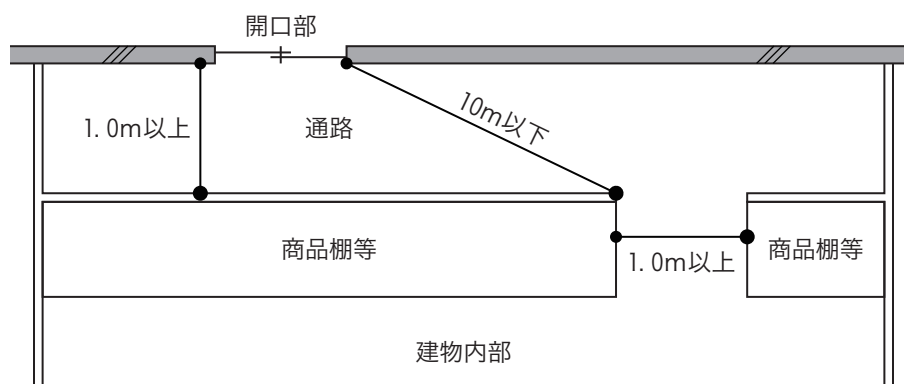 開口部
1.0m以上
通路
10m以下
商品棚等
1.0m以上
商品棚等
建物内部